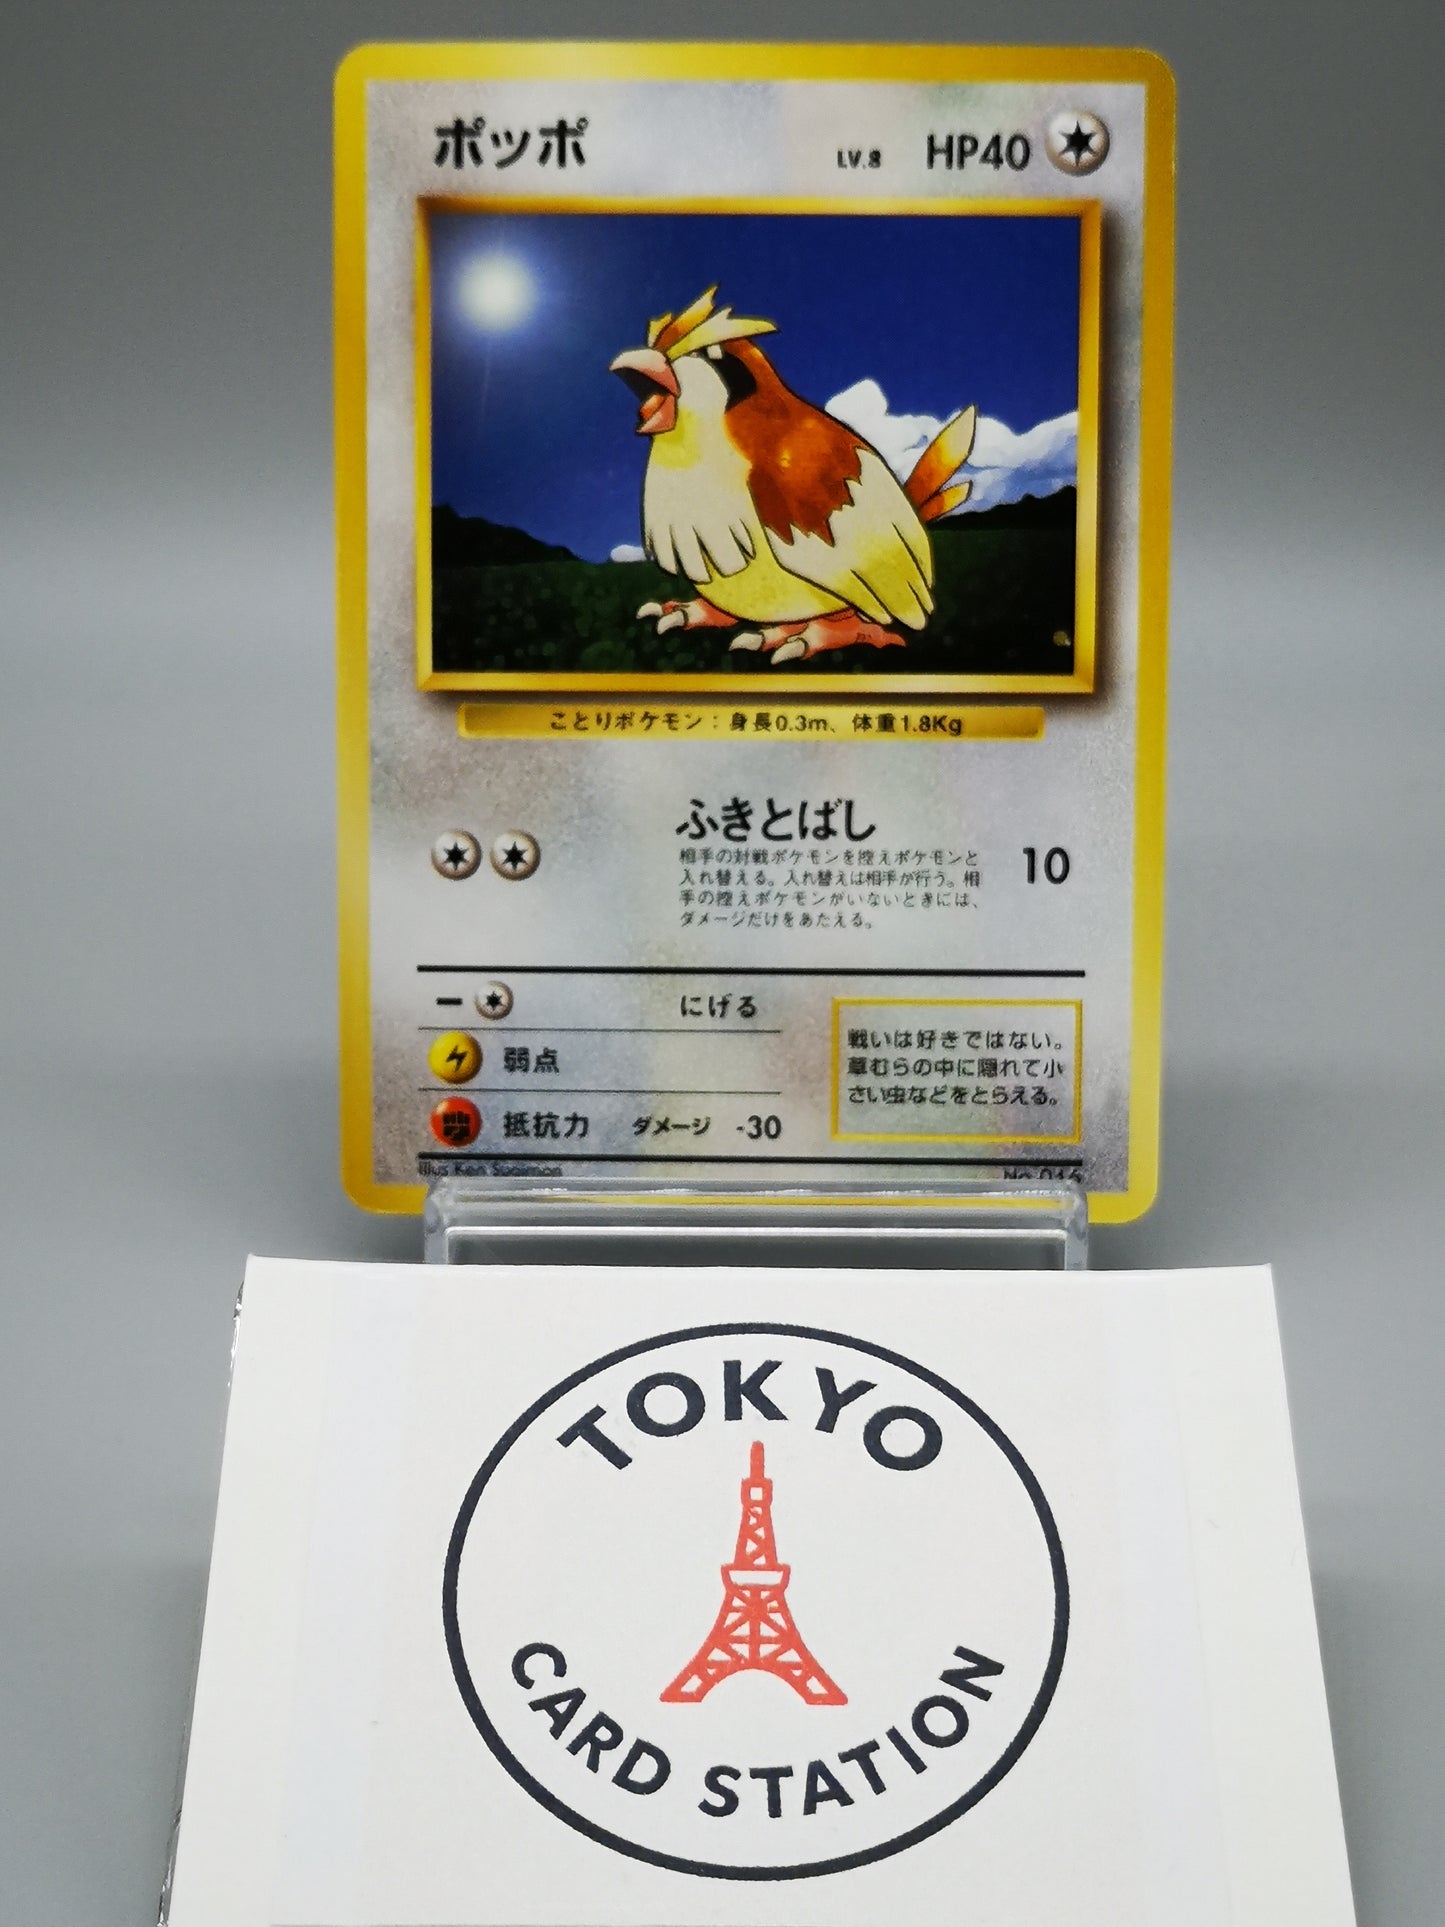 ポッポ LV.8 HP40
ことりポケモン：身長0.3m、体重1.8Kg
ふきとばし
相手の対戦ポケモンを控えポケモンと
入れ替える。入れ替えは相手が行う。相
手の控えポケモンがいないときには、
ダメージだけをあたえる。
10
にげる
弱点
抵抗力 ダメージ -30
戦いは好きではない。
草むらの中に隠れて小
さい虫などをとらえる。
Illus Ken Sugimori No.016
TOKYO
CARD STATION